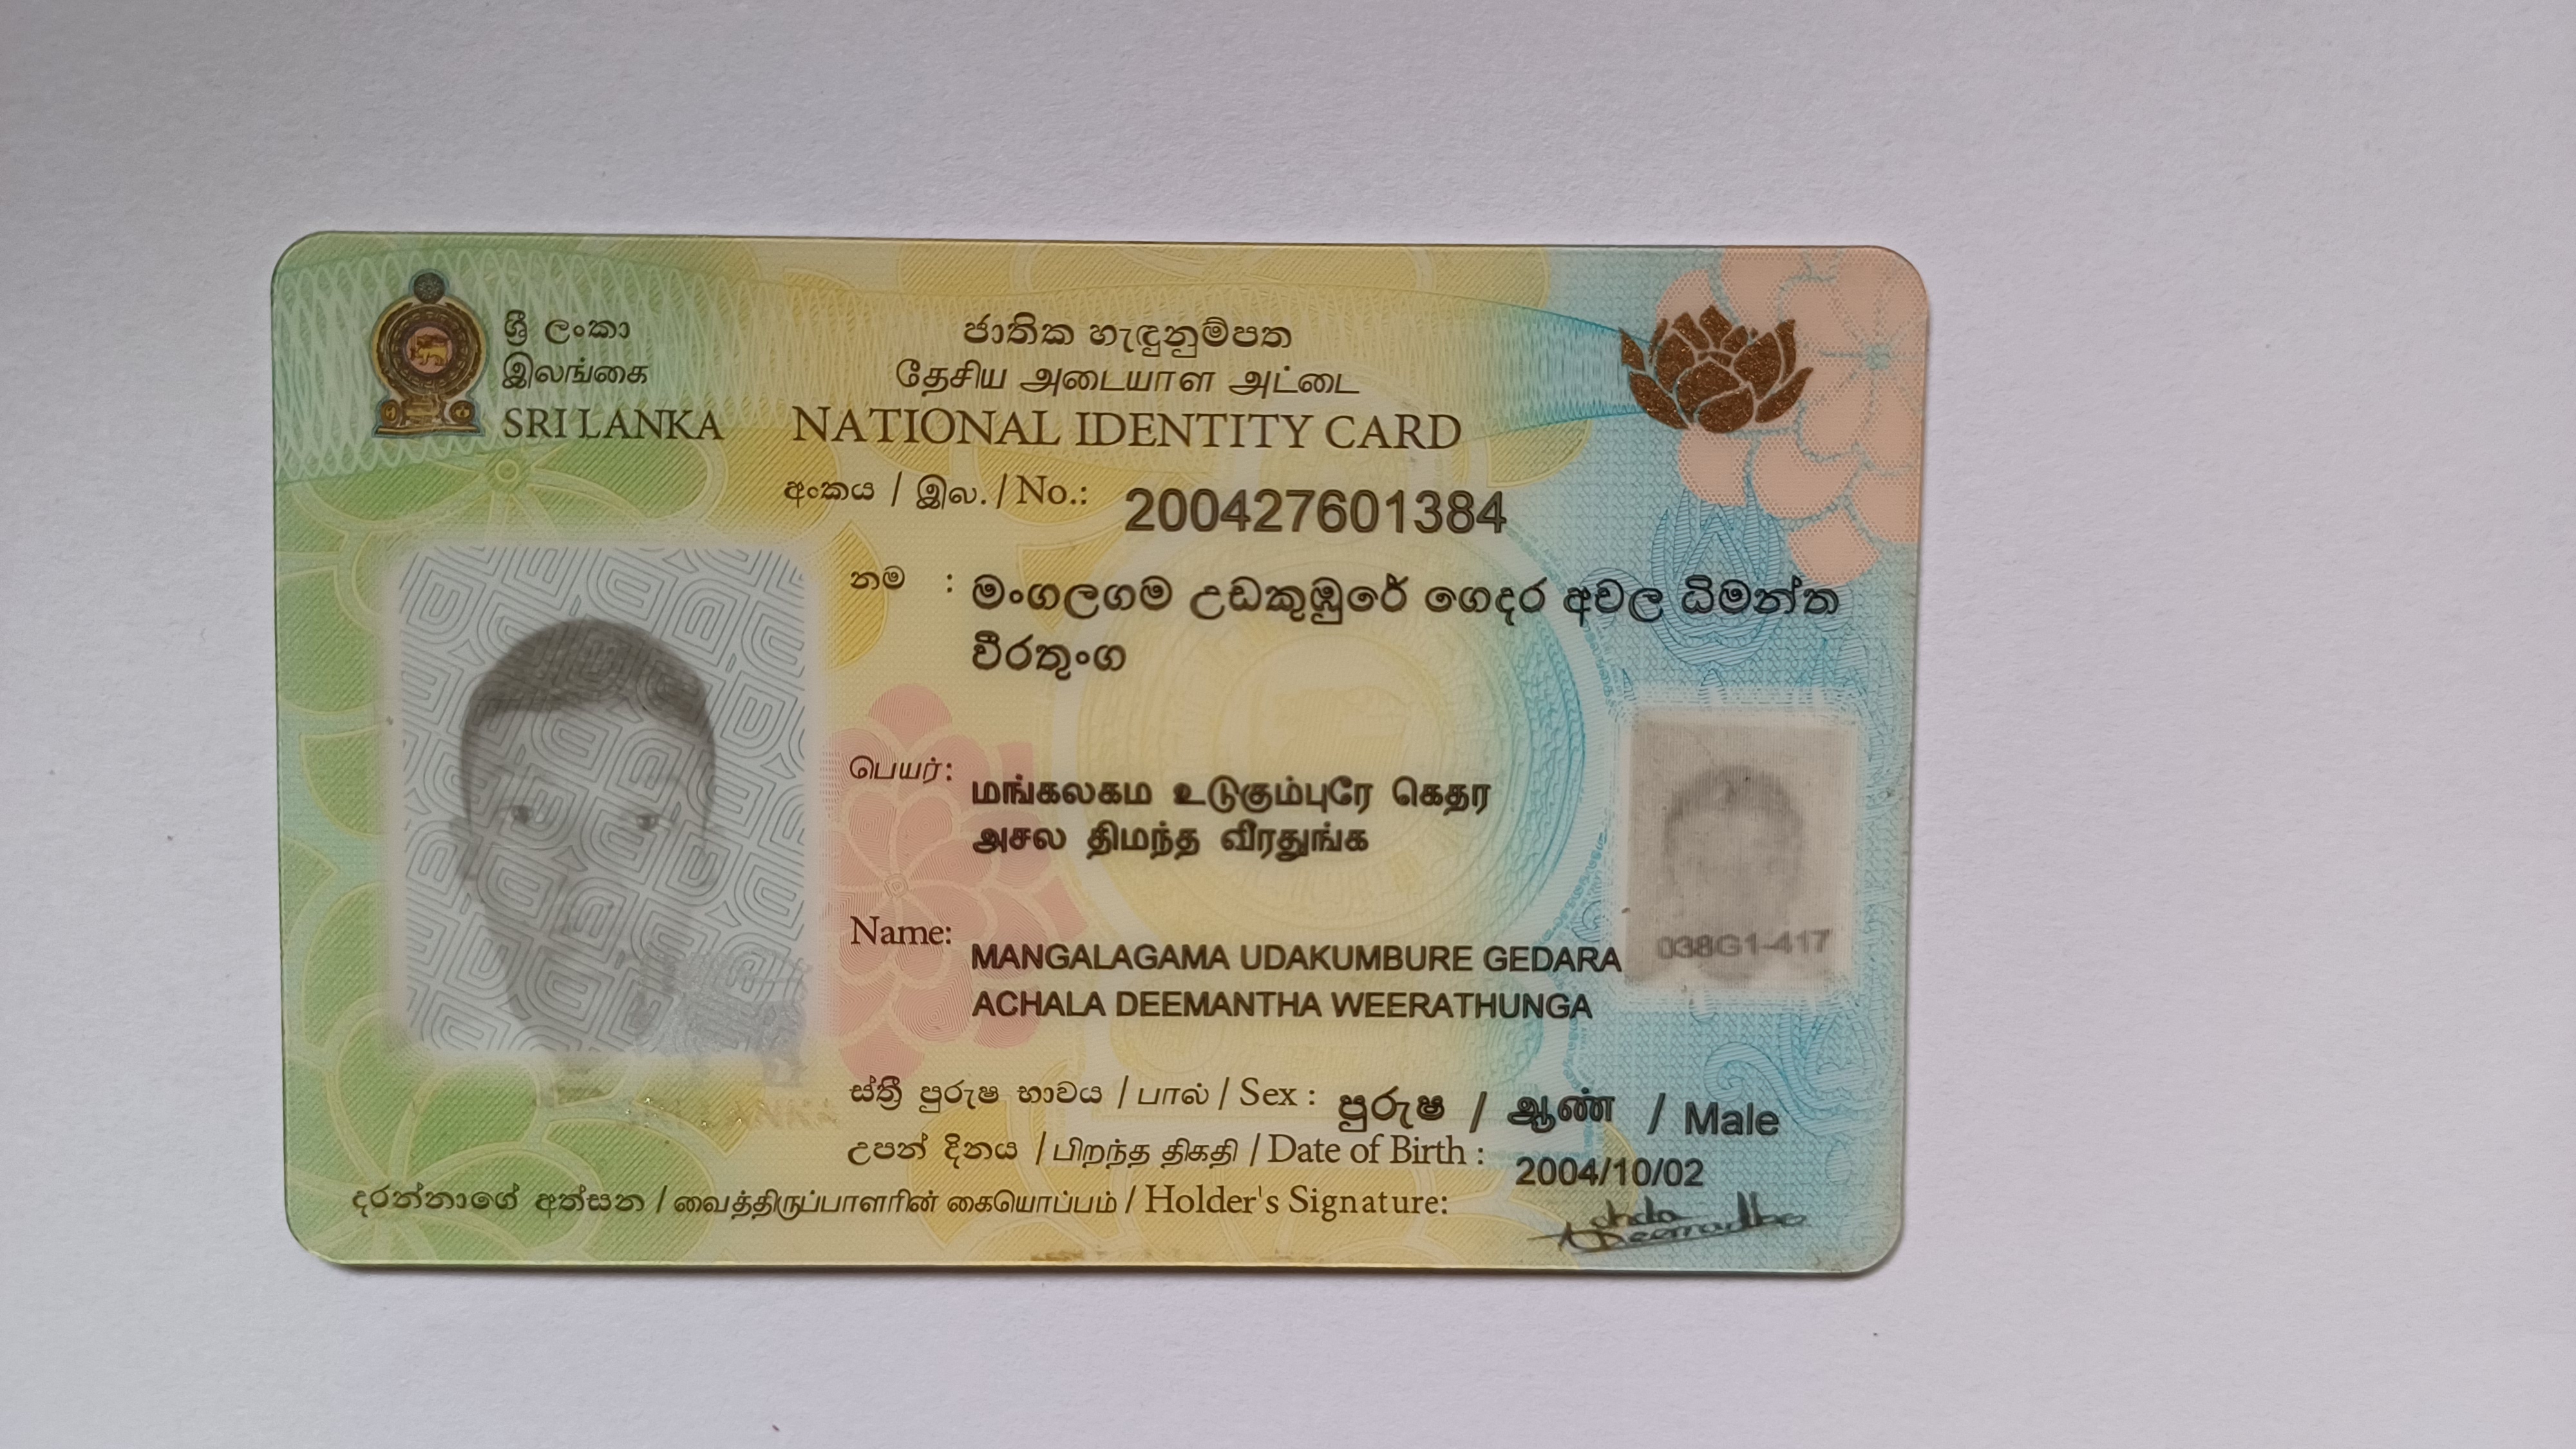 ශ්‍රී ලංකා ජාතික හැඳුනුම්පත
இலங்கை தேசிய அடையாள அட்டை
SRI LANKA NATIONAL IDENTITY CARD
අංකය / இல. / No.: 200427601384
නම : මංගලගම උඩකුඹුරේ ගෙදර අචල ඩිමන්ත
වීරතුංග
பெயர்: மங்கலகம உடுகும்புரே கெதர
அசல திமந்த வீரதுங்க
Name: MANGALAGAMA UDAKUMBURE GEDARA
ACHALA DEEMANTHA WEERATHUNGA
038G1-417
ස්ත්‍රී පුරුෂ භාවය / பால் / Sex : පුරුෂ / ஆண் / Male
උපන් දිනය / பிறந்த திகதி / Date of Birth : 2004/10/02
දරන්නාගේ අත්සන / வைத்திருப்பாளரின் கையொப்பம் / Holder's Signature: